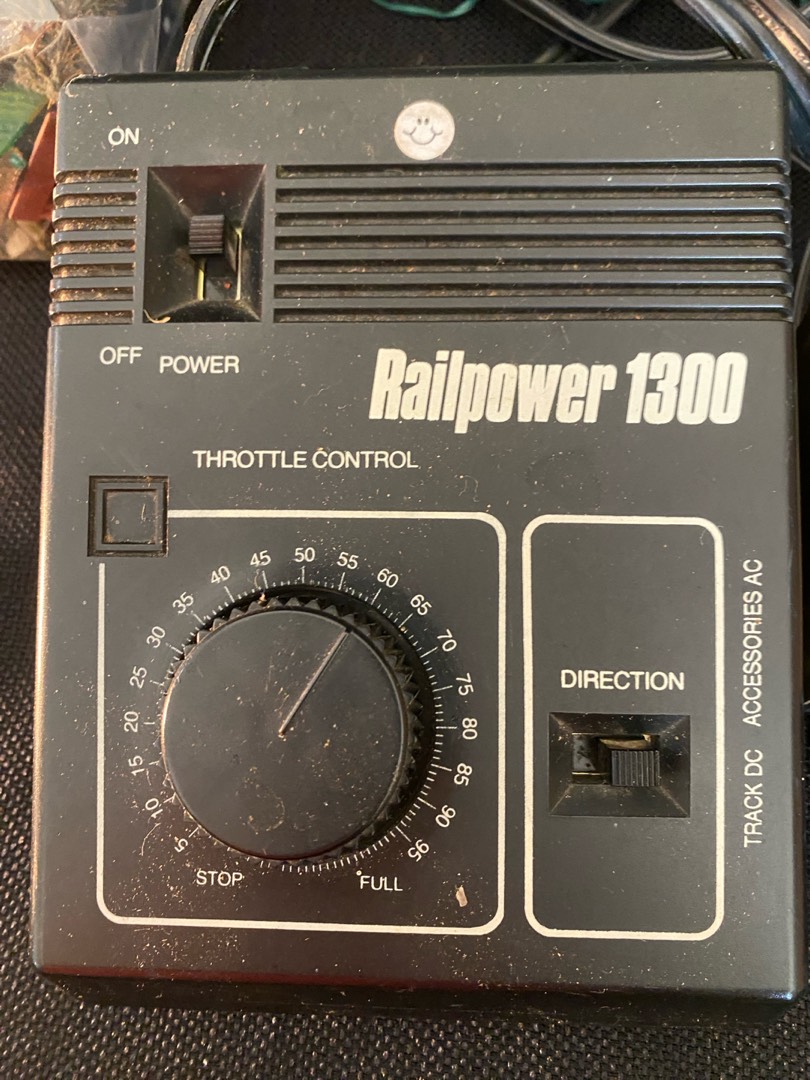 ON
OFF POWER
Railpower 1300
THROTTLE CONTROL
5 10 15 20 25 30 35 40 45 50 55 60 65 70 75 80 85 90 95
STOP
FULL
DIRECTION
TRACK DC ACCESSORIES AC